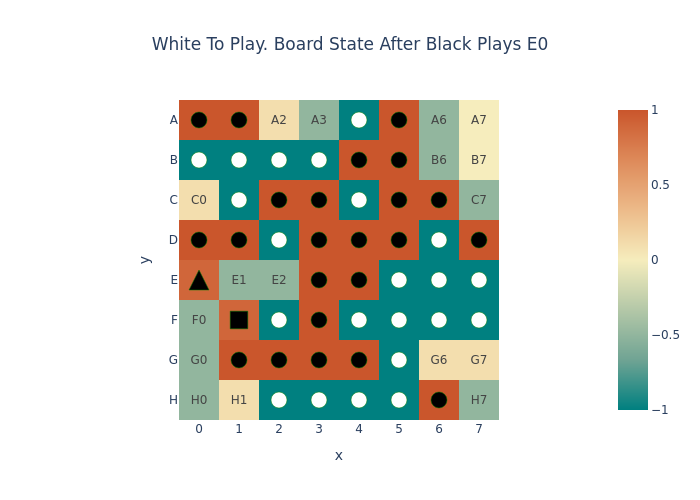 White To Play. Board State After Black Plays E0
A A2 A3 A6 A7 1
B B6 B7
C C0 C7 0.5
D
E E1 E2 0
F F0
G G0 G6 G7 −0.5
H H0 H1 H7 −1
0 1 2 3 4 5 6 7
x
y